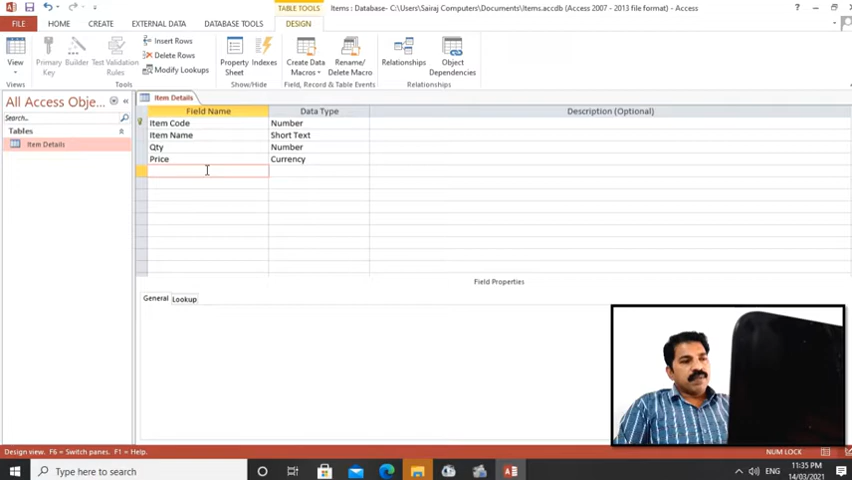 Items : Database- C:\Users\Sairaj Computers\Documents\Items.accdb (Access 2007 - 2013 file format) - Access
TABLE TOOLS
FILE HOME CREATE EXTERNAL DATA DATABASE TOOLS DESIGN
View
Primary Key
Builder
Test Validation Rules
Insert Rows
Delete Rows
Modify Lookups
Property Sheet
Indexes
Create Data Macros
Rename/ Delete Macro
Relationships
Object Dependencies
Views Tools Show/Hide Field, Record & Table Events Relationships
All Access Obje...
Search...
Tables
Item Details
Item Details
Field Name Data Type Description (Optional)
Item Code Number
Item Name Short Text
Qty Number
Price Currency
Field Properties
General Lookup
Design view. F6 = Switch panes. F1 = Help.
NUM LOCK
Type here to search
ENG
11:35 PM
14/03/2021